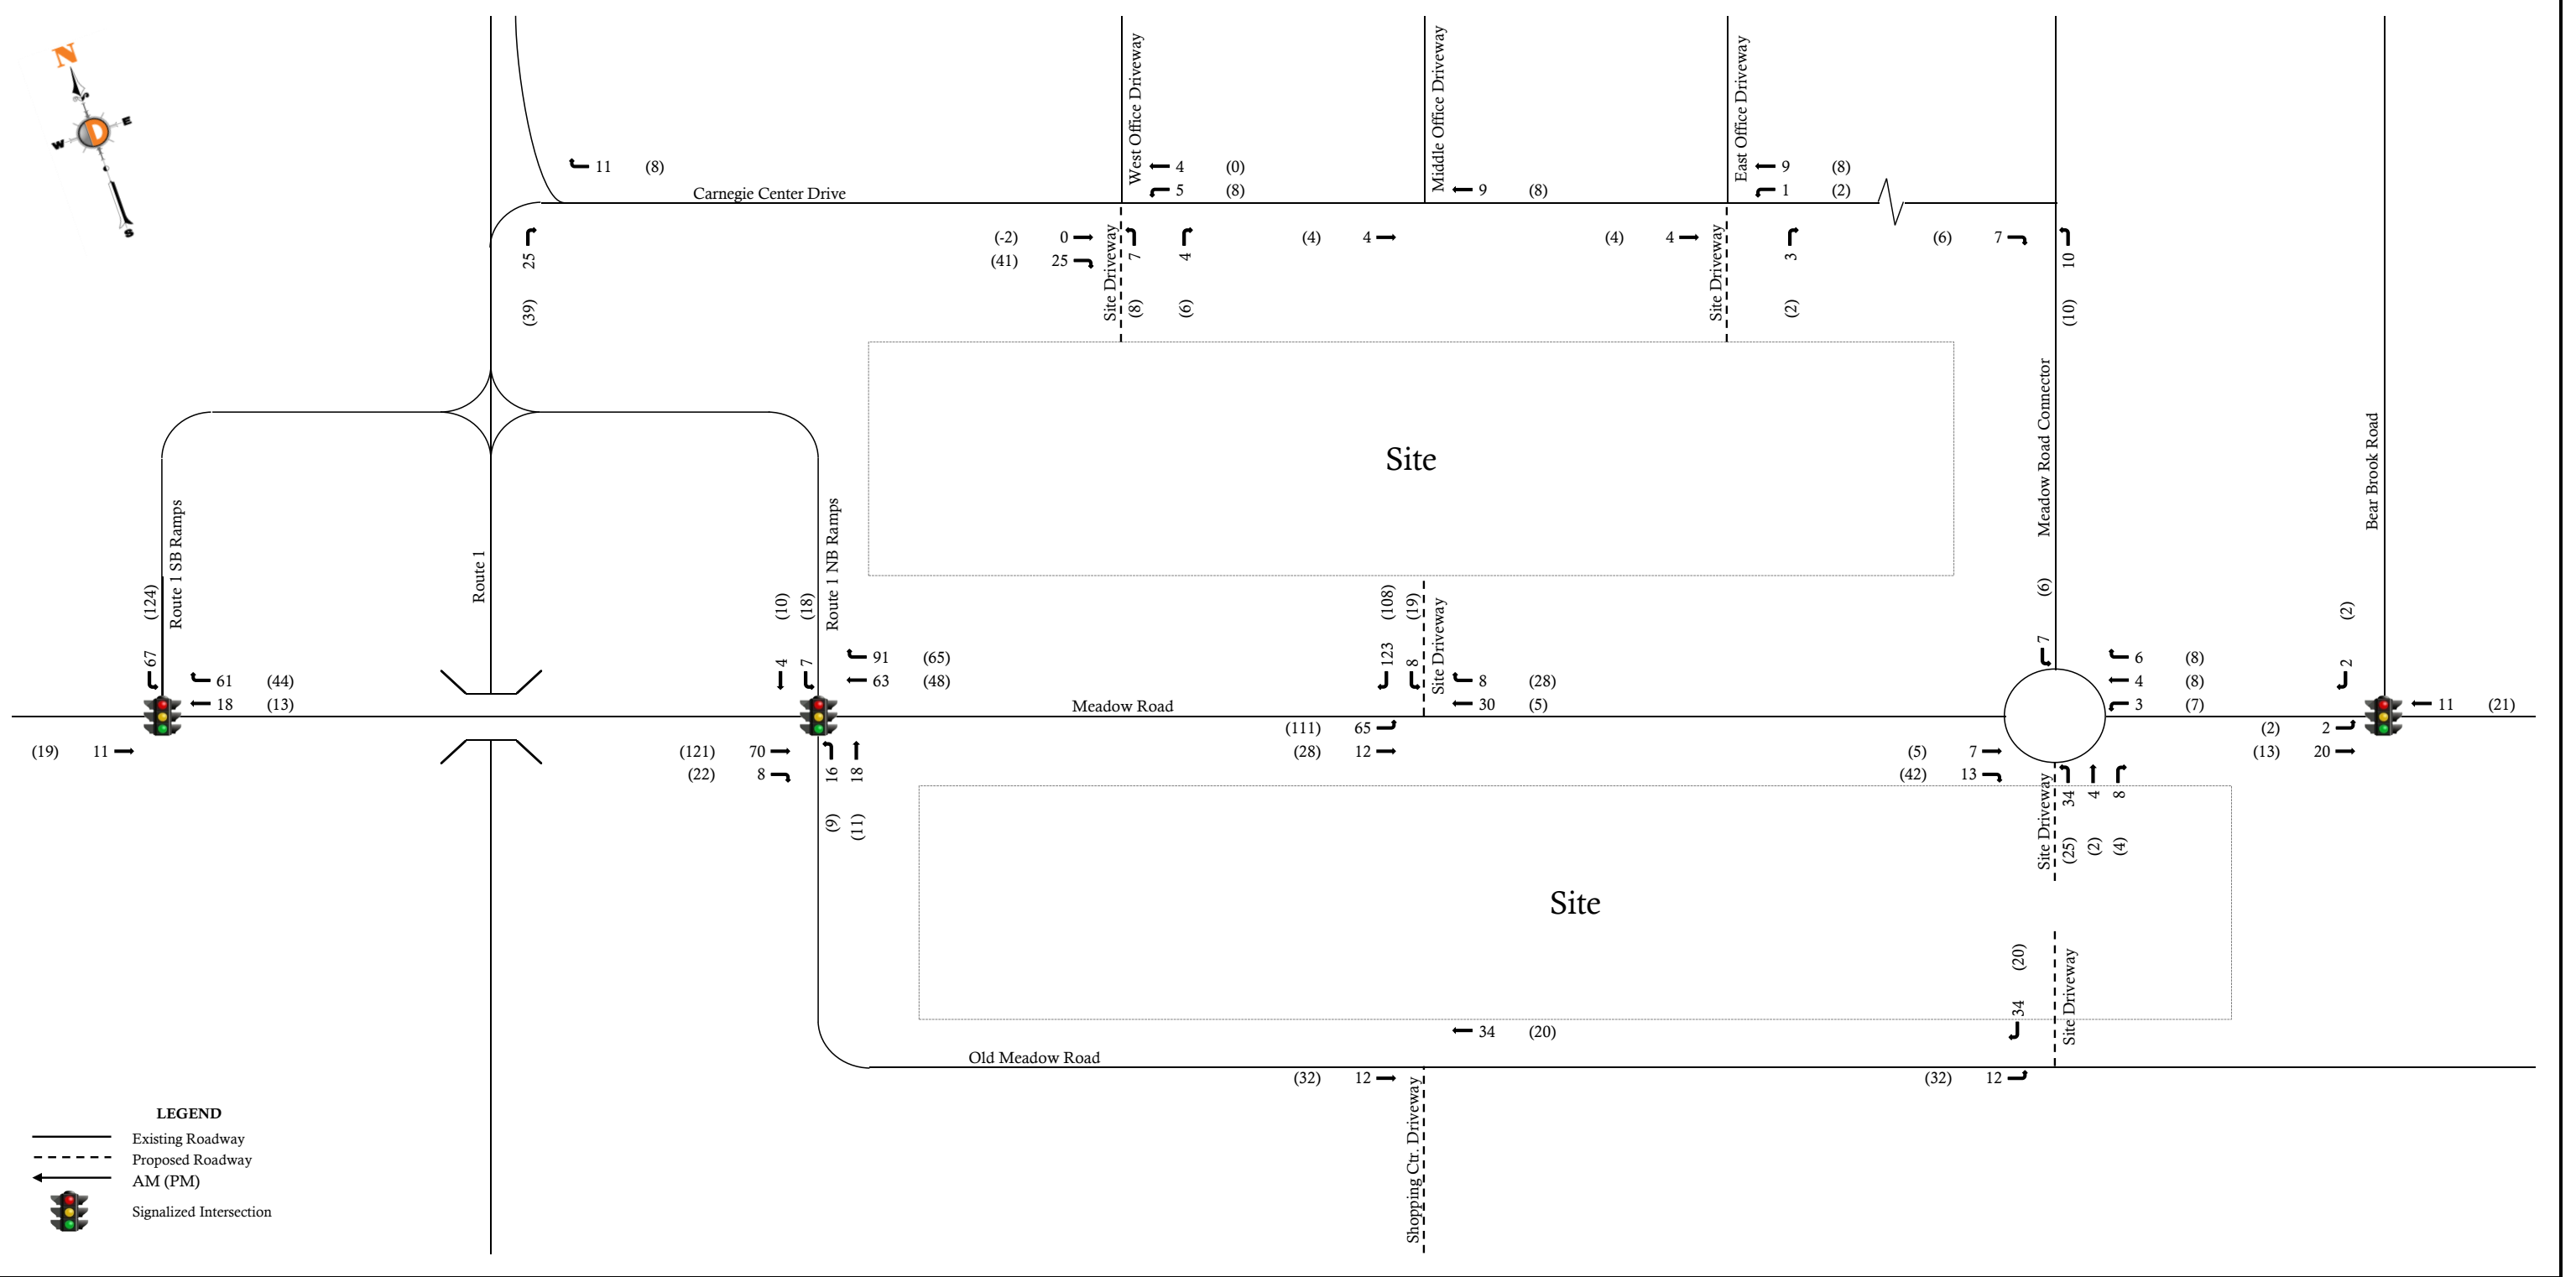 N
E
W
S
D
West Office Driveway
Middle Office Driveway
East Office Driveway
11 (8)
4 (0)
5 (8)
9 (8)
9 (8)
1 (2)
Carnegie Center Drive
25
(39)
(-2) 0
(41) 25
Site Driveway
7
(8)
4
(6)
(4) 4
(4) 4
Site Driveway
3
(2)
(6) 7
10
(10)
Site
Meadow Road Connector
Bear Brook Road
Route 1 SB Ramps
Route 1
Route 1 NB Ramps
(124)
67
61 (44)
18 (13)
(10)
4
(18)
7
91 (65)
63 (48)
Meadow Road
(108)
123
(19)
8
Site Driveway
8 (28)
30 (5)
(6)
7
6 (8)
4 (8)
3 (7)
(2)
2
11 (21)
(19) 11
(121) 70
(22) 8
16
(9)
18
(11)
(111) 65
(28) 12
(5) 7
(42) 13
Site Driveway
34
(25)
4
(2)
8
(4)
(2) 2
(13) 20
Site
(20)
34
Site Driveway
34 (20)
Old Meadow Road
(32) 12
(32) 12
Shopping Ctr. Driveway
LEGEND
Existing Roadway
Proposed Roadway
AM (PM)
Signalized Intersection